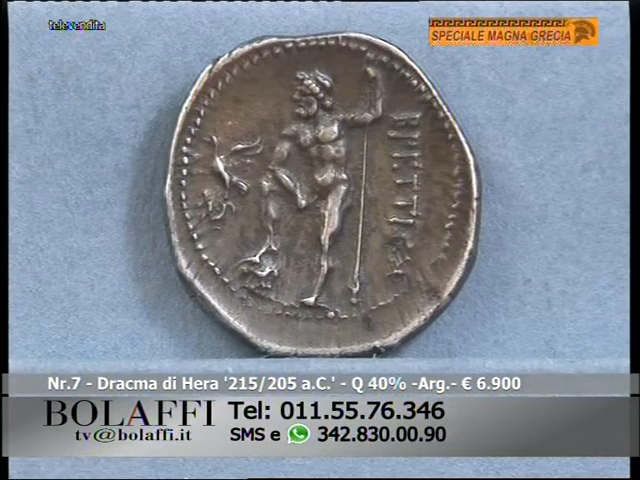 televendita
SPECIALE MAGNA GRECIA
Nr.7 - Dracma di Hera '215/205 a.C.' - Q 40% -Arg.- € 6.900
BOLAFFI
tv@bolaffi.it
Tel: 011.55.76.346
SMS e 342.830.00.90